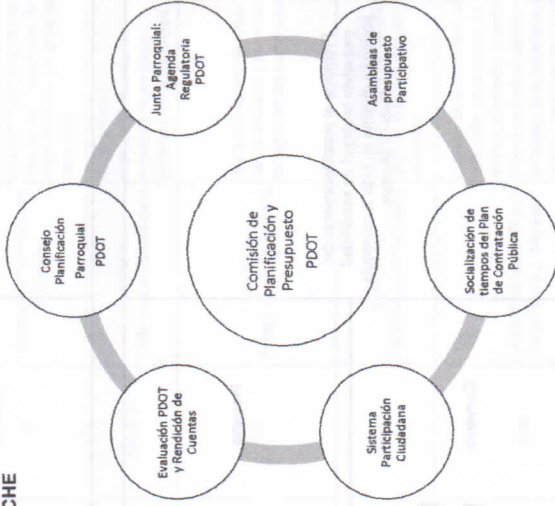 CHE
Consejo
Planificación
Parroquial
PDOT
Junta Parroquial:
Agenda
Regulatoria
PDOT
Asambleas de
presupuesto
Participativo
Socialización de
tiempos del Plan
de Contratación
Pública
Sistema
Participación
Ciudadana
Evaluación PDOT
y Rendición de
Cuentas
Comisión de
Planificación y
Presupuesto
PDOT